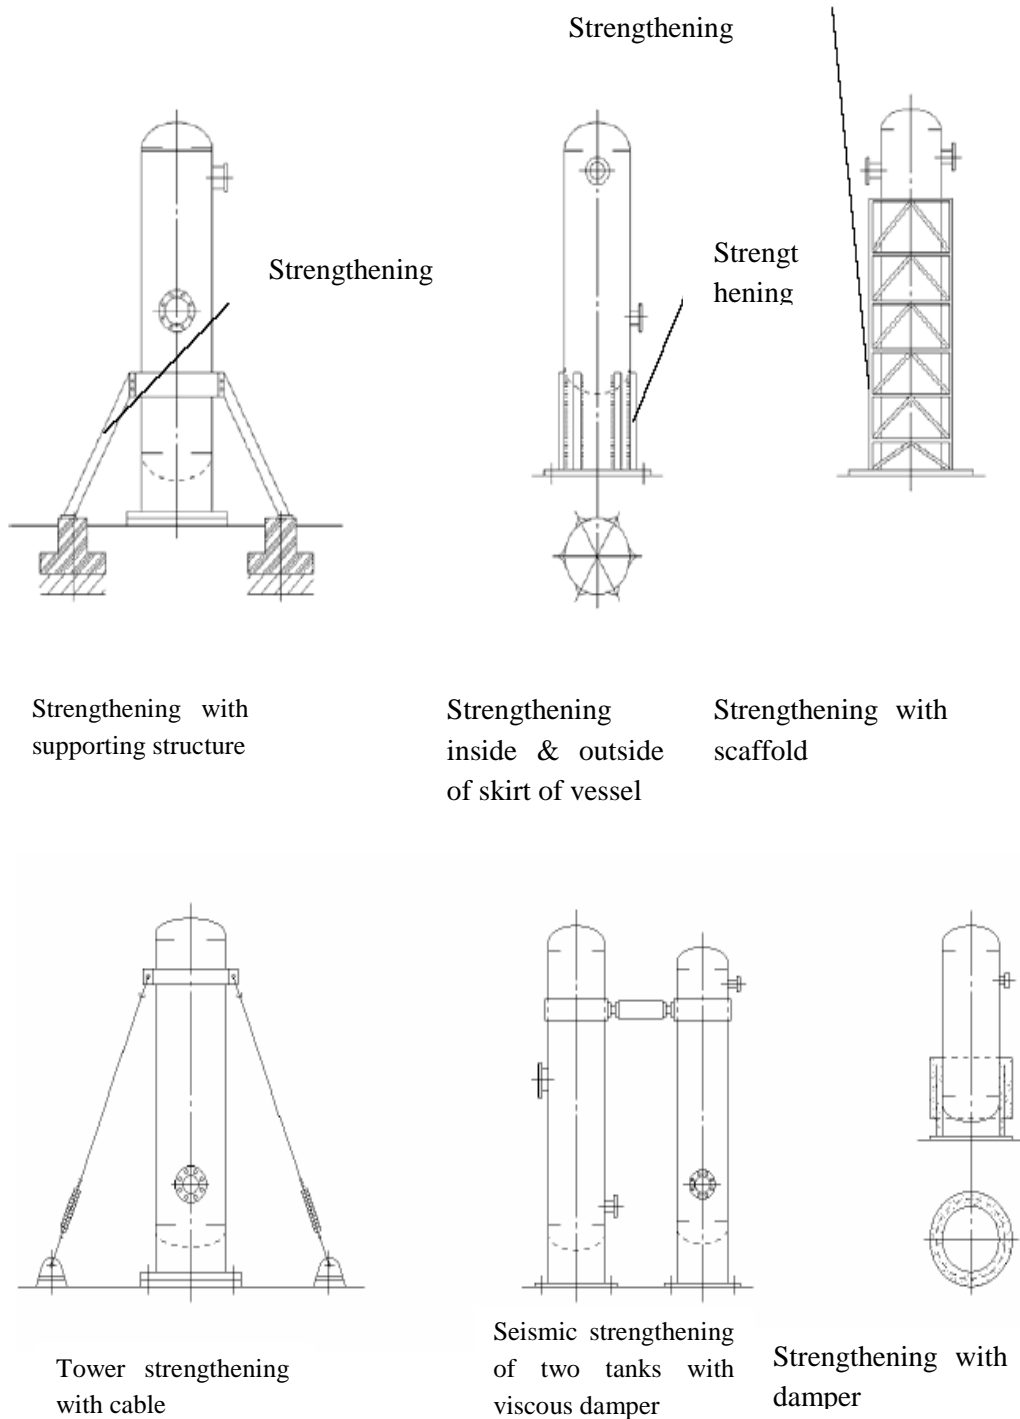 Strengthening
Strengthening
Strengt
hening
Strengthening with
supporting structure
Strengthening
inside & outside
of skirt of vessel
Strengthening with
scaffold
Tower strengthening
with cable
Seismic strengthening
of two tanks with
viscous damper
Strengthening with
damper